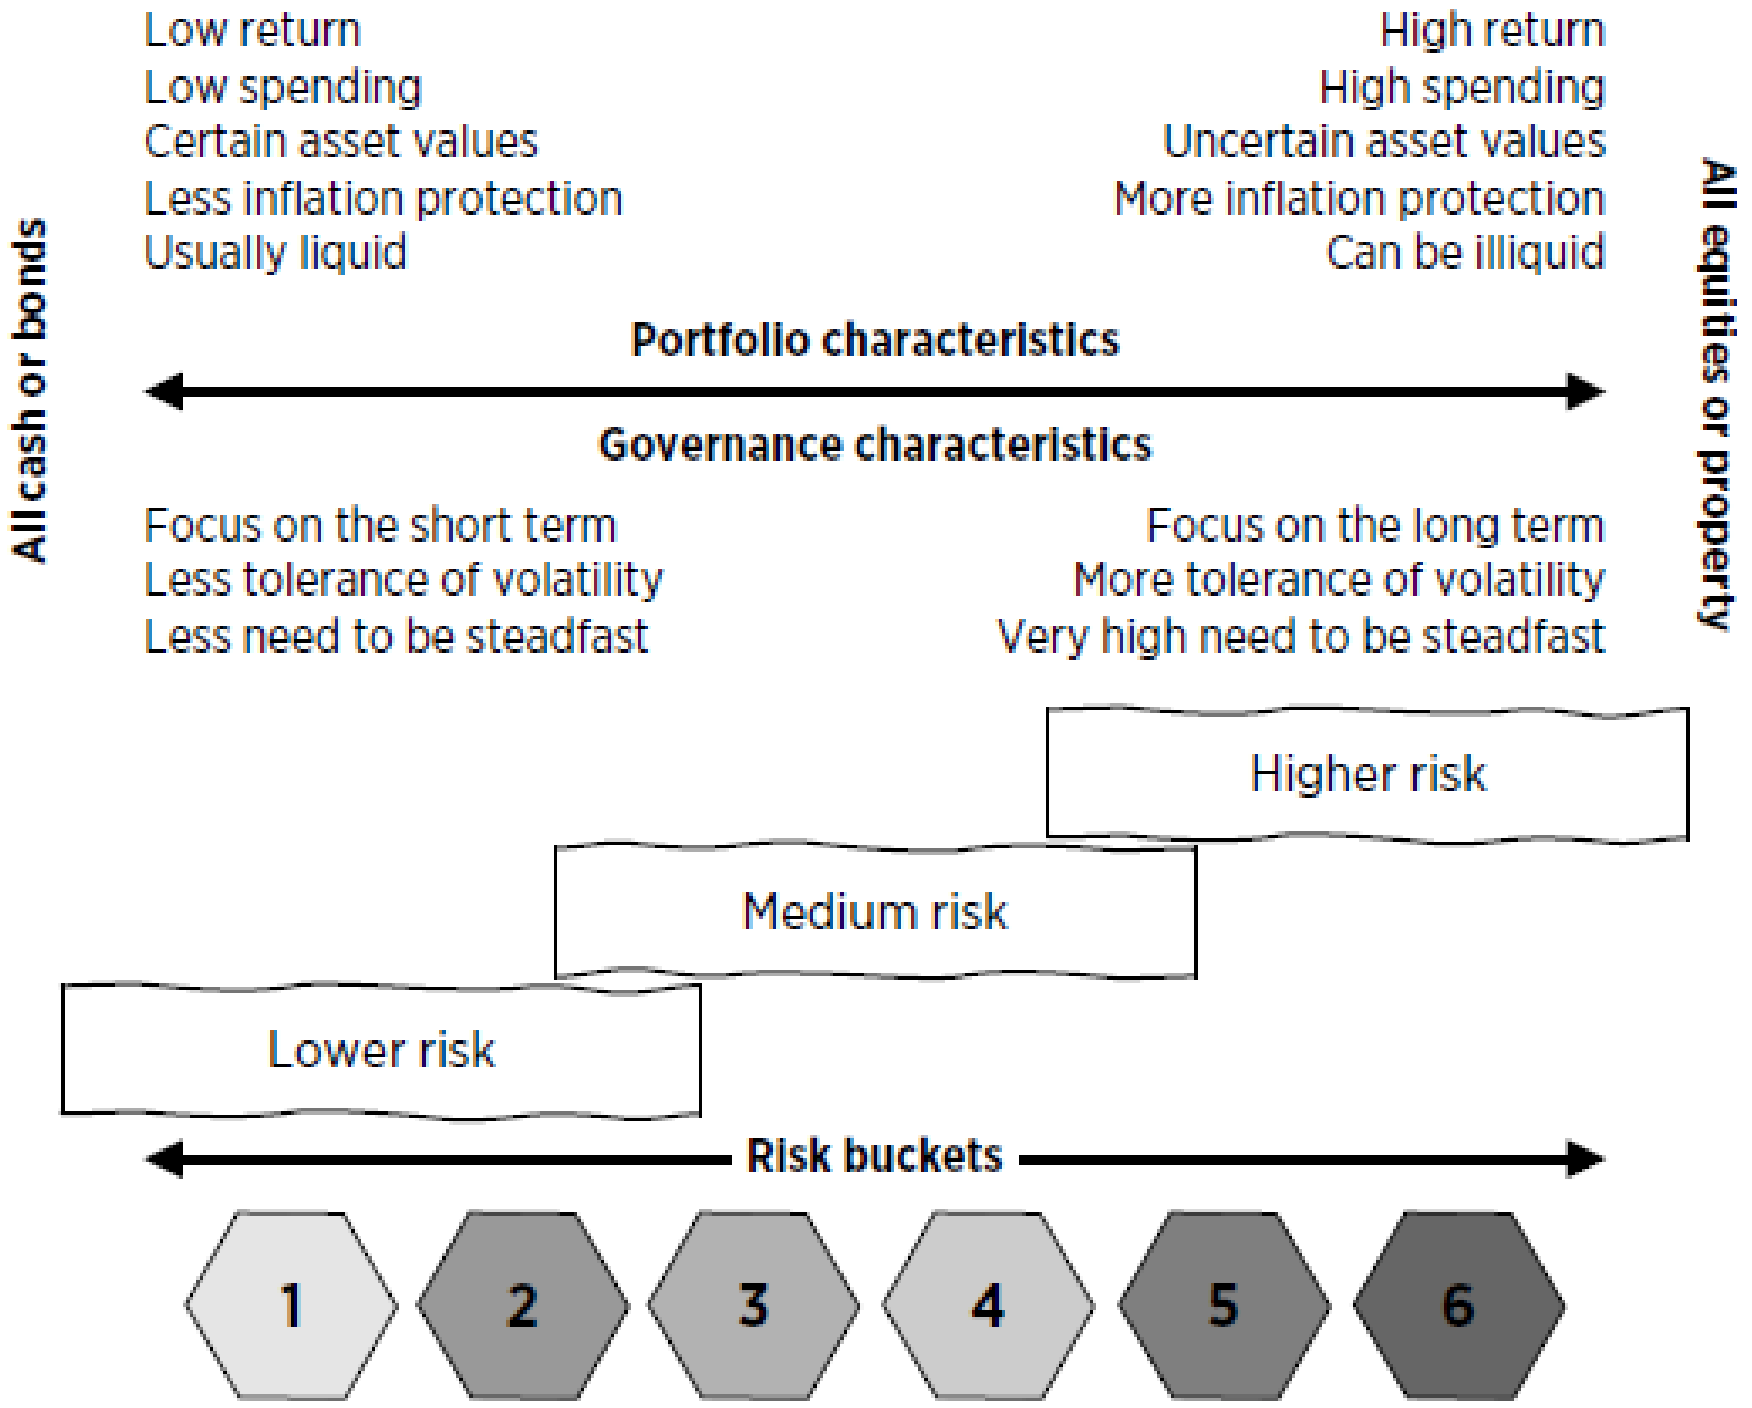 Low return
Low spending
Certain asset values
Less inflation protection
Usually liquid
High return
High spending
Uncertain asset values
More inflation protection
Can be illiquid
All cash or bonds
All equities or property
Portfolio characteristics
Governance characteristics
Focus on the short term
Less tolerance of volatility
Less need to be steadfast
Focus on the long term
More tolerance of volatility
Very high need to be steadfast
Higher risk
Medium risk
Lower risk
Risk buckets
1
2
3
4
5
6